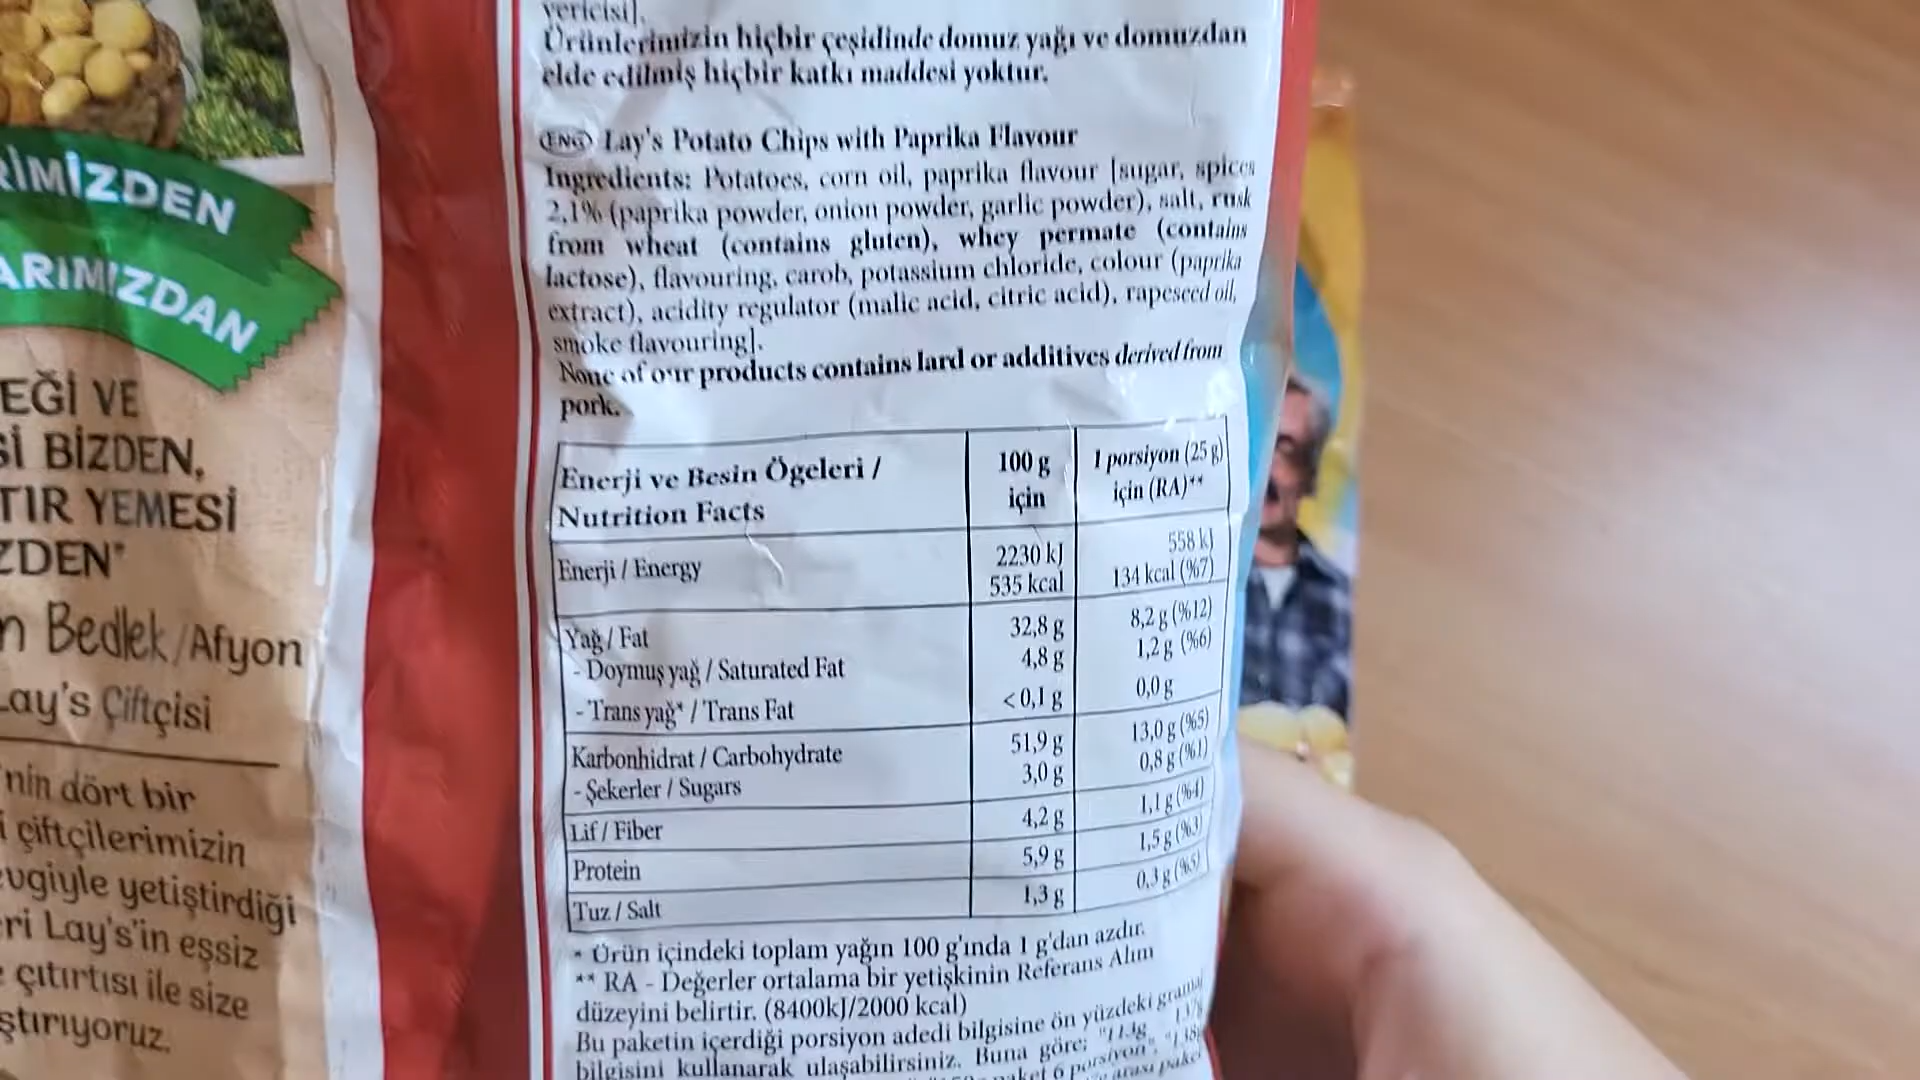 RİMİZDEN
ARIMIZDAN
EĞİ VE
Sİ BİZDEN,
TIR YEMESİ
ZDEN"
n Bedlek/Afyon
Lay's Çiftçisi
'nin dört bir
i çiftçilerimizin
evgiyle yetiştirdiği
eri Lay's'in eşsiz
e çıtırtısı ile size
ştırıyoruz.
yericisi].
Ürünlerimizin hiçbir çeşidinde domuz yağı ve domuzdan
elde edilmiş hiçbir katkı maddesi yoktur.
ENG Lay's Potato Chips with Paprika Flavour
Ingredients: Potatoes, corn oil, paprika flavour [sugar, spices
2,1% (paprika powder, onion powder, garlic powder), salt, rusk
from wheat (contains gluten), whey permate (contains
lactose), flavouring, carob, potassium chloride, colour (paprika
extract), acidity regulator (malic acid, citric acid), rapeseed oil,
smoke flavouring].
None of our products contains lard or additives derived from
pork.
Enerji ve Besin Ögeleri /
Nutrition Facts
100 g
için
1 porsiyon (25 g)
için (RA)**
Enerji / Energy
2230 kJ
535 kcal
558 kJ
134 kcal (%7)
Yağ / Fat 32,8 g 8,2 g (%12)
- Doymuş yağ / Saturated Fat 4,8 g 1,2 g (%6)
- Trans yağ* / Trans Fat <0,1 g 0,0 g
Karbonhidrat / Carbohydrate 51,9 g 13,0 g (%5)
- Şekerler / Sugars 3,0 g 0,8 g (%1)
Lif / Fiber 4,2 g 1,1 g (%4)
Protein 5,9 g 1,5 g (%3)
Tuz / Salt 1,3 g 0,3 g (%5)
* Ürün içindeki toplam yağın 100 g'ında 1 g'dan azdır.
** RA - Değerler ortalama bir yetişkinin Referans Alım
düzeyini belirtir. (8400kJ/2000 kcal)
Bu paketin içerdiği porsiyon adedi bilgisine ön yüzdeki gramaj
bilgisini kullanarak ulaşabilirsiniz. Buna göre; "113g
paket 6 porsiyon", arası paket